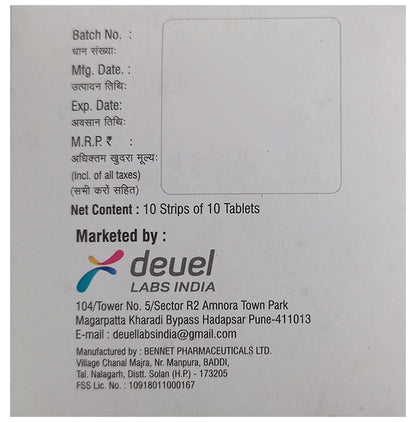 Batch No. :
धान संख्याः
Mfg. Date. :
उत्पादन तिथिः
Exp. Date:
अवसान तिथिः
M.R.P. ₹ :
अधिकतम खुदरा मूल्यः
(Incl. of all taxes)
(सभी करों सहित)
Net Content : 10 Strips of 10 Tablets
Marketed by :
deuel
LABS INDIA
104/Tower No. 5/Sector R2 Amnora Town Park
Magarpatta Kharadi Bypass Hadapsar Pune-411013
E-mail : deuellabsindia@gmail.com
Manufactured by : BENNET PHARMACEUTICALS LTD.
Village Chanal Majra, Nr. Manpura, BADDI,
Tal. Nalagarh, Distt. Solan (H.P.) - 173205
FSS Lic. No. : 10918011000167